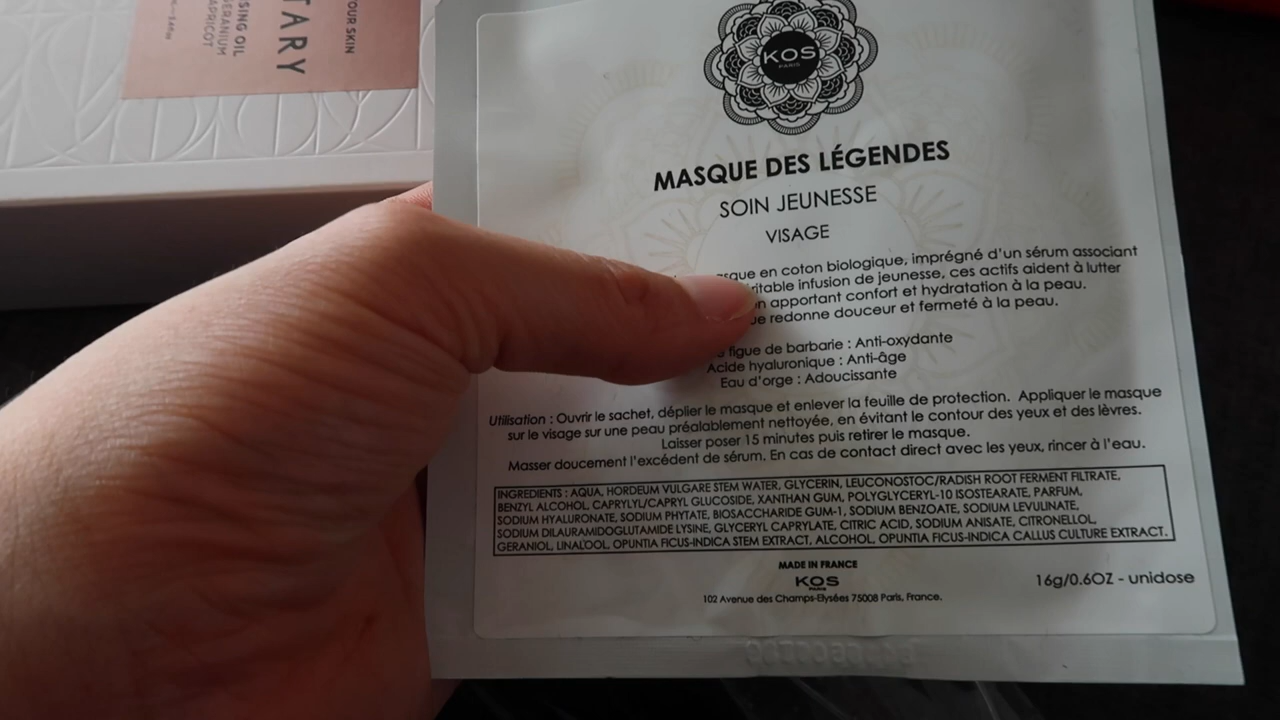 YOUR SKIN
TARY
SING OIL
GERANIUM
APRICOT
KOS
PARIS
MASQUE DES LÉGENDES
SOIN JEUNESSE
VISAGE
en coton biologique, imprégné d'un sérum associant
infusion de jeunesse, ces actifs aident à lutter
apportant confort et hydratation à la peau.
redonne douceur et fermeté à la peau.
figue de barbarie : Anti-oxydante
Acide hyaluronique : Anti-âge
Eau d'orge : Adoucissante
Utilisation : Ouvrir le sachet, déplier le masque et enlever la feuille de protection. Appliquer le masque
sur le visage sur une peau préalablement nettoyée, en évitant le contour des yeux et des lèvres.
Laisser poser 15 minutes puis retirer le masque.
Masser doucement l'excédent de sérum. En cas de contact direct avec les yeux, rincer à l'eau.
INGREDIENTS : AQUA, HORDEUM VULGARE STEM WATER, GLYCERIN, LEUCONOSTOC/RADISH ROOT FERMENT FILTRATE,
BENZYL ALCOHOL, CAPRYLYL/CAPRYL GLUCOSIDE, XANTHAN GUM, POLYGLYCERYL-10 ISOSTEARATE, PARFUM,
SODIUM HYALURONATE, SODIUM PHYTATE, BIOSACCHARIDE GUM-1, SODIUM BENZOATE, SODIUM LEVULINATE,
SODIUM DILAURAMIDOGLUTAMIDE LYSINE, GLYCERYL CAPRYLATE, CITRIC ACID, SODIUM ANISATE, CITRONELLOL,
GERANIOL, LINALOOL, OPUNTIA FICUS-INDICA STEM EXTRACT, ALCOHOL, OPUNTIA FICUS-INDICA CALLUS CULTURE EXTRACT.
MADE IN FRANCE
KOS
PARIS
102 Avenue des Champs-Elysées 75008 Paris, France.
16g/0.6OZ - unidose